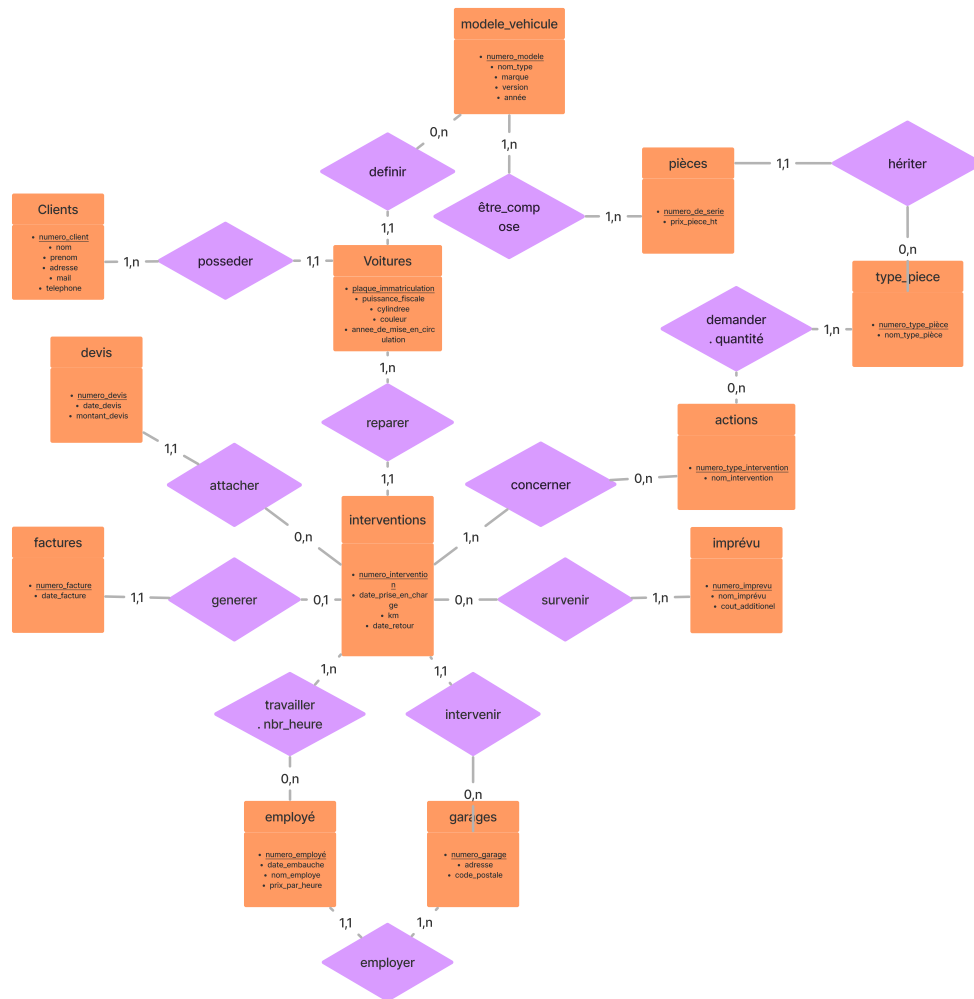 modele_vehicule
numero_modele
nom_type
marque
version
année
0,n
1,n
definir
être_comp
ose
1,n
pièces
numero_de_serie
prix_piece_ht
1,1
hériter
0,n
type_piece
numero_type_pièce
nom_type_pièce
Clients
numero_client
nom
prenom
adresse
mail
telephone
1,n
posseder
1,1
1,1
Voitures
plaque_immatriculation
puissance_fiscale
cylindree
couleur
annee_de_mise_en_circ
ulation
demander
. quantité
1,n
0,n
devis
numero_devis
date_devis
montant_devis
1,1
attacher
0,n
1,n
reparer
1,1
actions
numero_type_intervention
nom_intervention
0,n
concerner
1,n
interventions
numero_interventio
n
date_prise_en_char
ge
km
date_retour
factures
numero_facture
date_facture
1,1
generer
0,1
0,n
survenir
1,n
imprévu
numero_imprevu
nom_imprévu
cout_additionel
1,n
travailler
. nbr_heure
0,n
1,1
intervenir
0,n
employé
numero_employé
date_embauche
nom_employe
prix_par_heure
garages
numero_garage
adresse
code_postale
1,1
employer
1,n